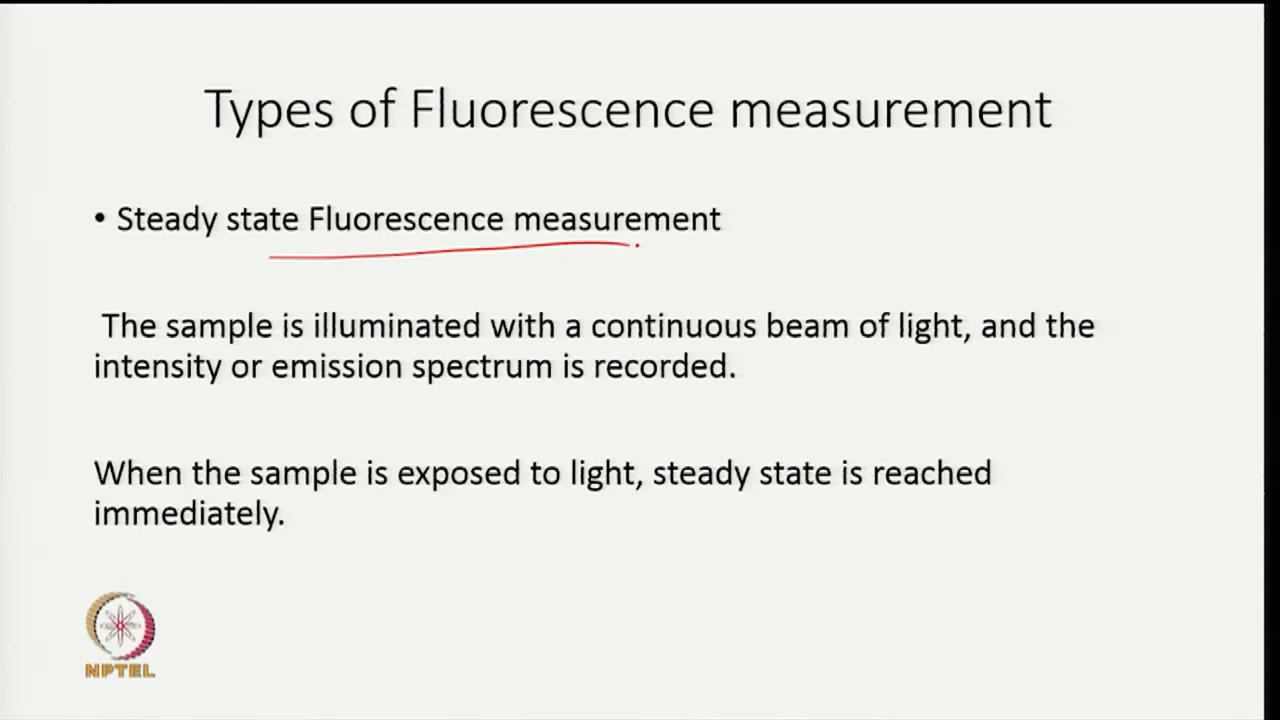 Types of Fluorescence measurement
• Steady state Fluorescence measurement
The sample is illuminated with a continuous beam of light, and the
intensity or emission spectrum is recorded.
When the sample is exposed to light, steady state is reached
immediately.
NPTEL